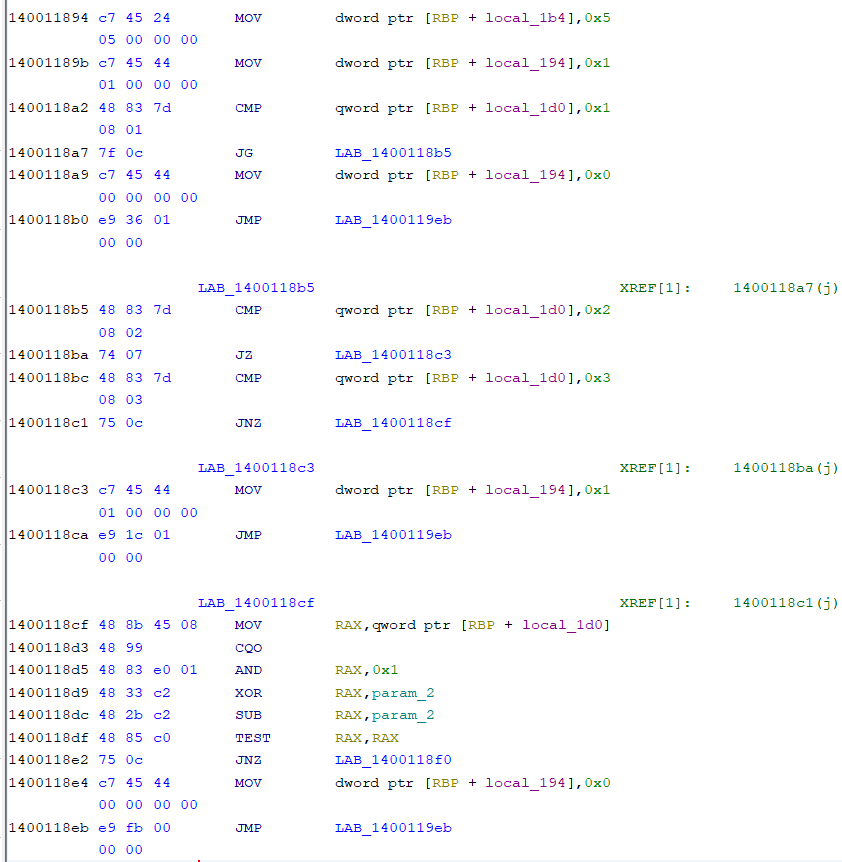 140011894 c7 45 24 MOV dword ptr [RBP + local_1b4],0x5
05 00 00 00
14001189b c7 45 44 MOV dword ptr [RBP + local_194],0x1
01 00 00 00
1400118a2 48 83 7d CMP qword ptr [RBP + local_1d0],0x1
08 01
1400118a7 7f 0c JG LAB_1400118b5
1400118a9 c7 45 44 MOV dword ptr [RBP + local_194],0x0
00 00 00 00
1400118b0 e9 36 01 JMP LAB_1400119eb
00 00
LAB_1400118b5 XREF[1]: 1400118a7(j)
1400118b5 48 83 7d CMP qword ptr [RBP + local_1d0],0x2
08 02
1400118ba 74 07 JZ LAB_1400118c3
1400118bc 48 83 7d CMP qword ptr [RBP + local_1d0],0x3
08 03
1400118c1 75 0c JNZ LAB_1400118cf
LAB_1400118c3 XREF[1]: 1400118ba(j)
1400118c3 c7 45 44 MOV dword ptr [RBP + local_194],0x1
01 00 00 00
1400118ca e9 1c 01 JMP LAB_1400119eb
00 00
LAB_1400118cf XREF[1]: 1400118c1(j)
1400118cf 48 8b 45 08 MOV RAX,qword ptr [RBP + local_1d0]
1400118d3 48 99 CQO
1400118d5 48 83 e0 01 AND RAX,0x1
1400118d9 48 33 c2 XOR RAX,param_2
1400118dc 48 2b c2 SUB RAX,param_2
1400118df 48 85 c0 TEST RAX,RAX
1400118e2 75 0c JNZ LAB_1400118f0
1400118e4 c7 45 44 MOV dword ptr [RBP + local_194],0x0
00 00 00 00
1400118eb e9 fb 00 JMP LAB_1400119eb
00 00